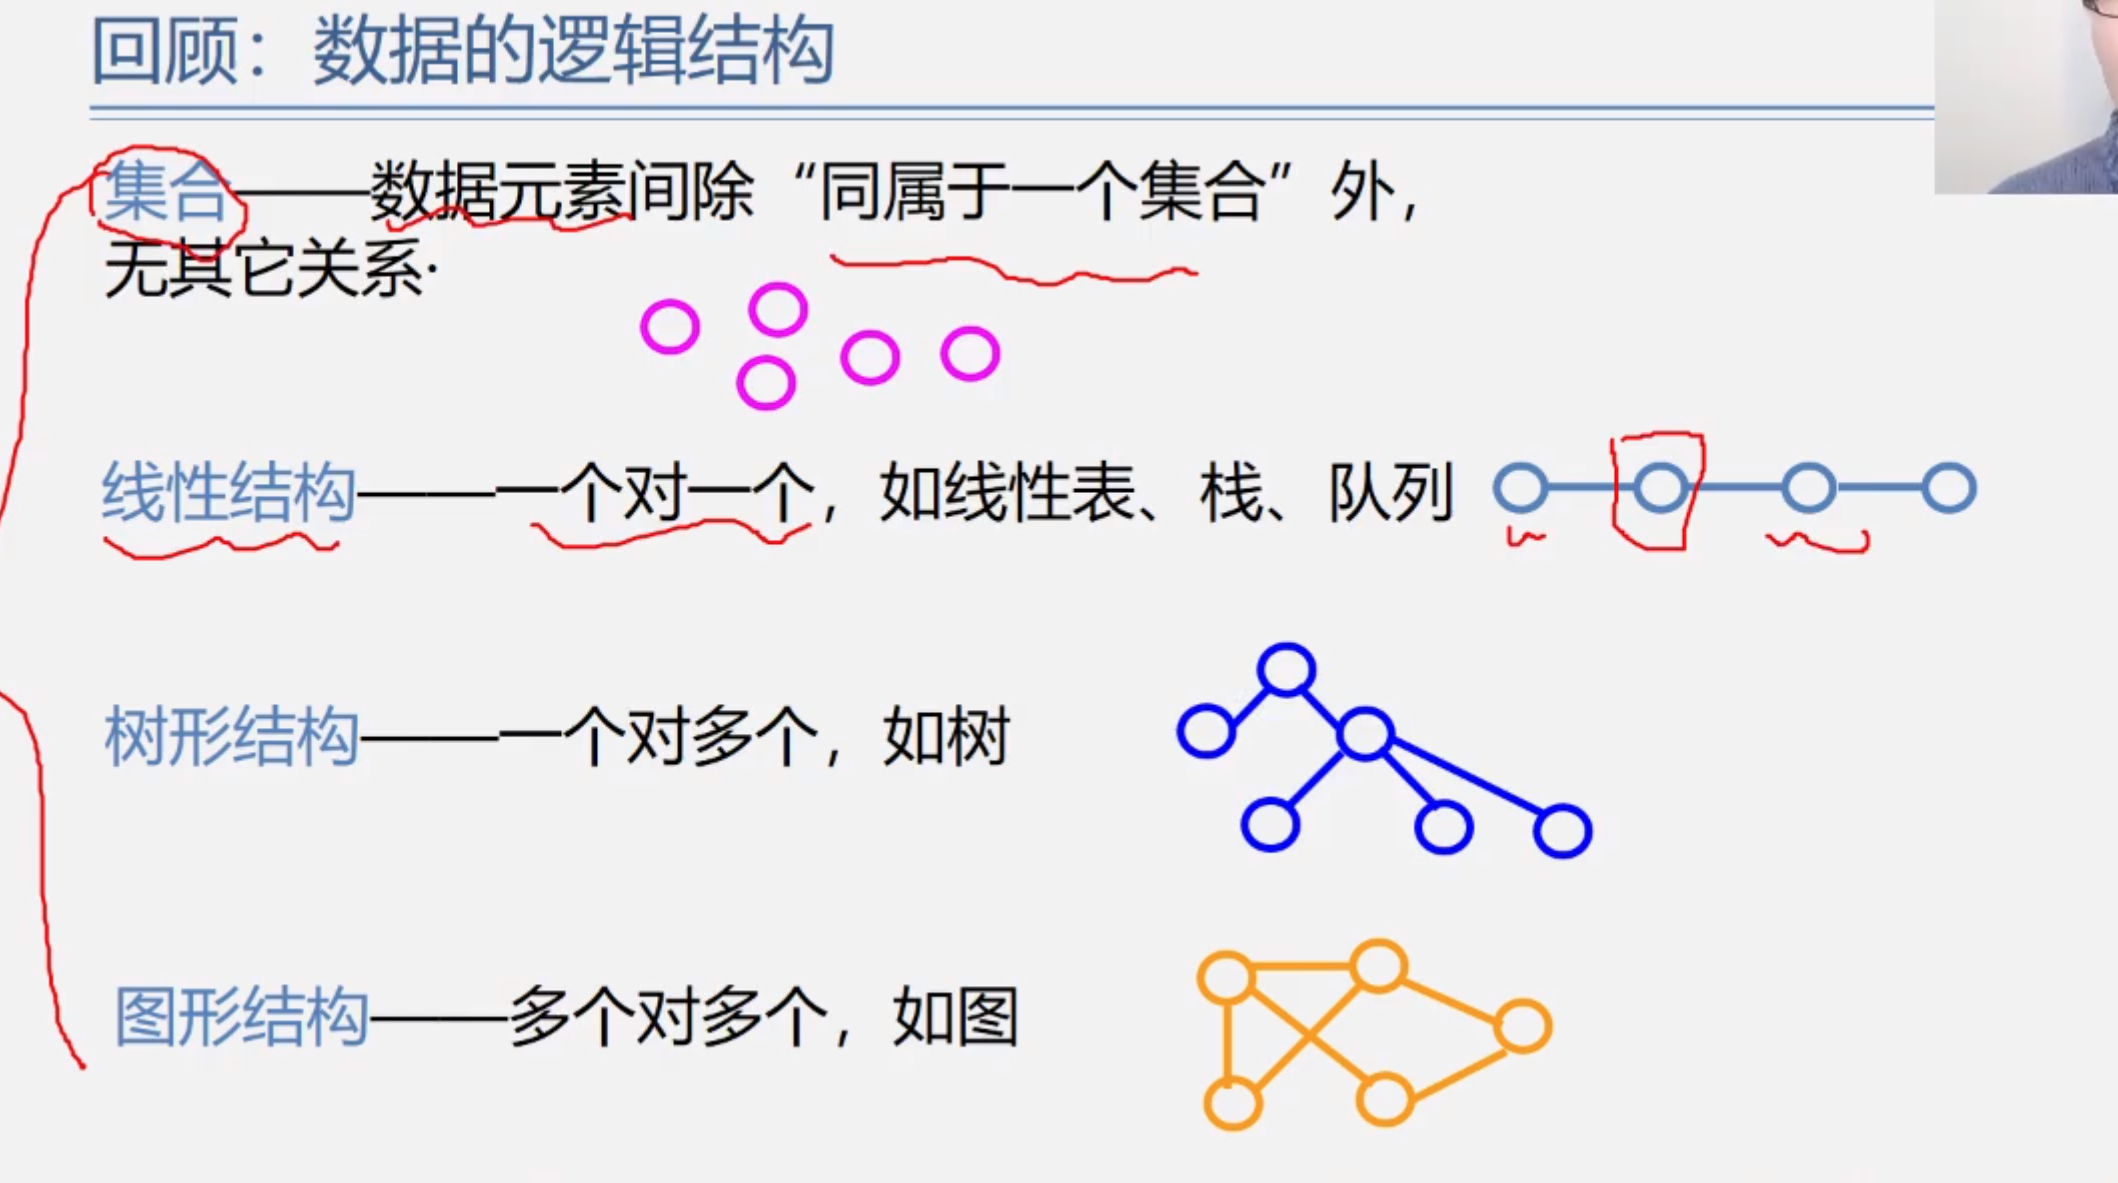 回顾：数据的逻辑结构
集合——数据元素间除“同属于一个集合”外，
无其它关系·
线性结构——一个对一个，如线性表、栈、队列
树形结构——一个对多个，如树
图形结构——多个对多个，如图